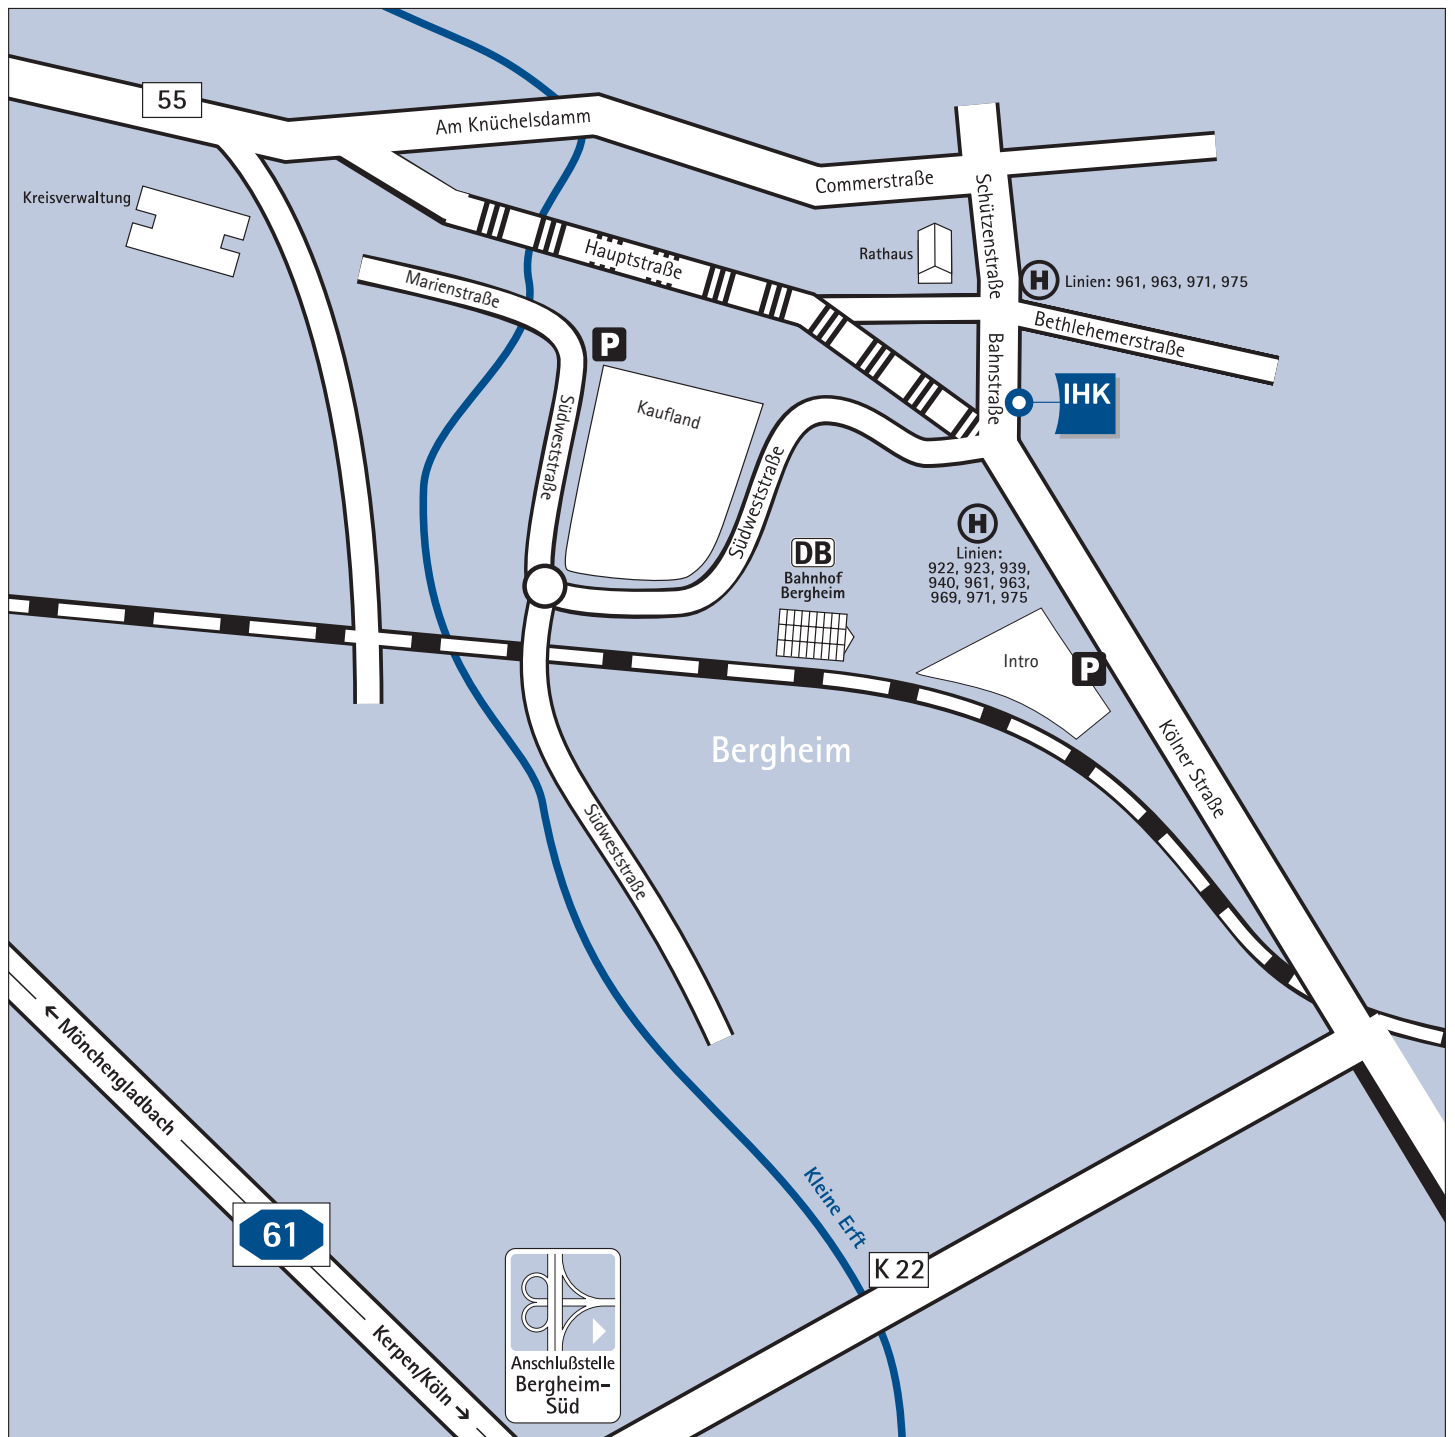 55
Am Knüchelsdamm
Commerstraße
Schützenstraße
Kreisverwaltung
Hauptstraße
Rathaus
H
Linien: 961, 963, 971, 975
Marienstraße
Bethlehemerstraße
P
Bahnstraße
IHK
Kaufland
Südweststraße
Südweststraße
H
Linien:
922, 923, 939,
940, 961, 963,
969, 971, 975
DB
Bahnhof
Bergheim
Intro
P
Bergheim
Kölner Straße
Südweststraße
← Mönchengladbach
61
Kleine Erft
K 22
Kerpen/Köln →
Anschlußstelle
Bergheim-
Süd